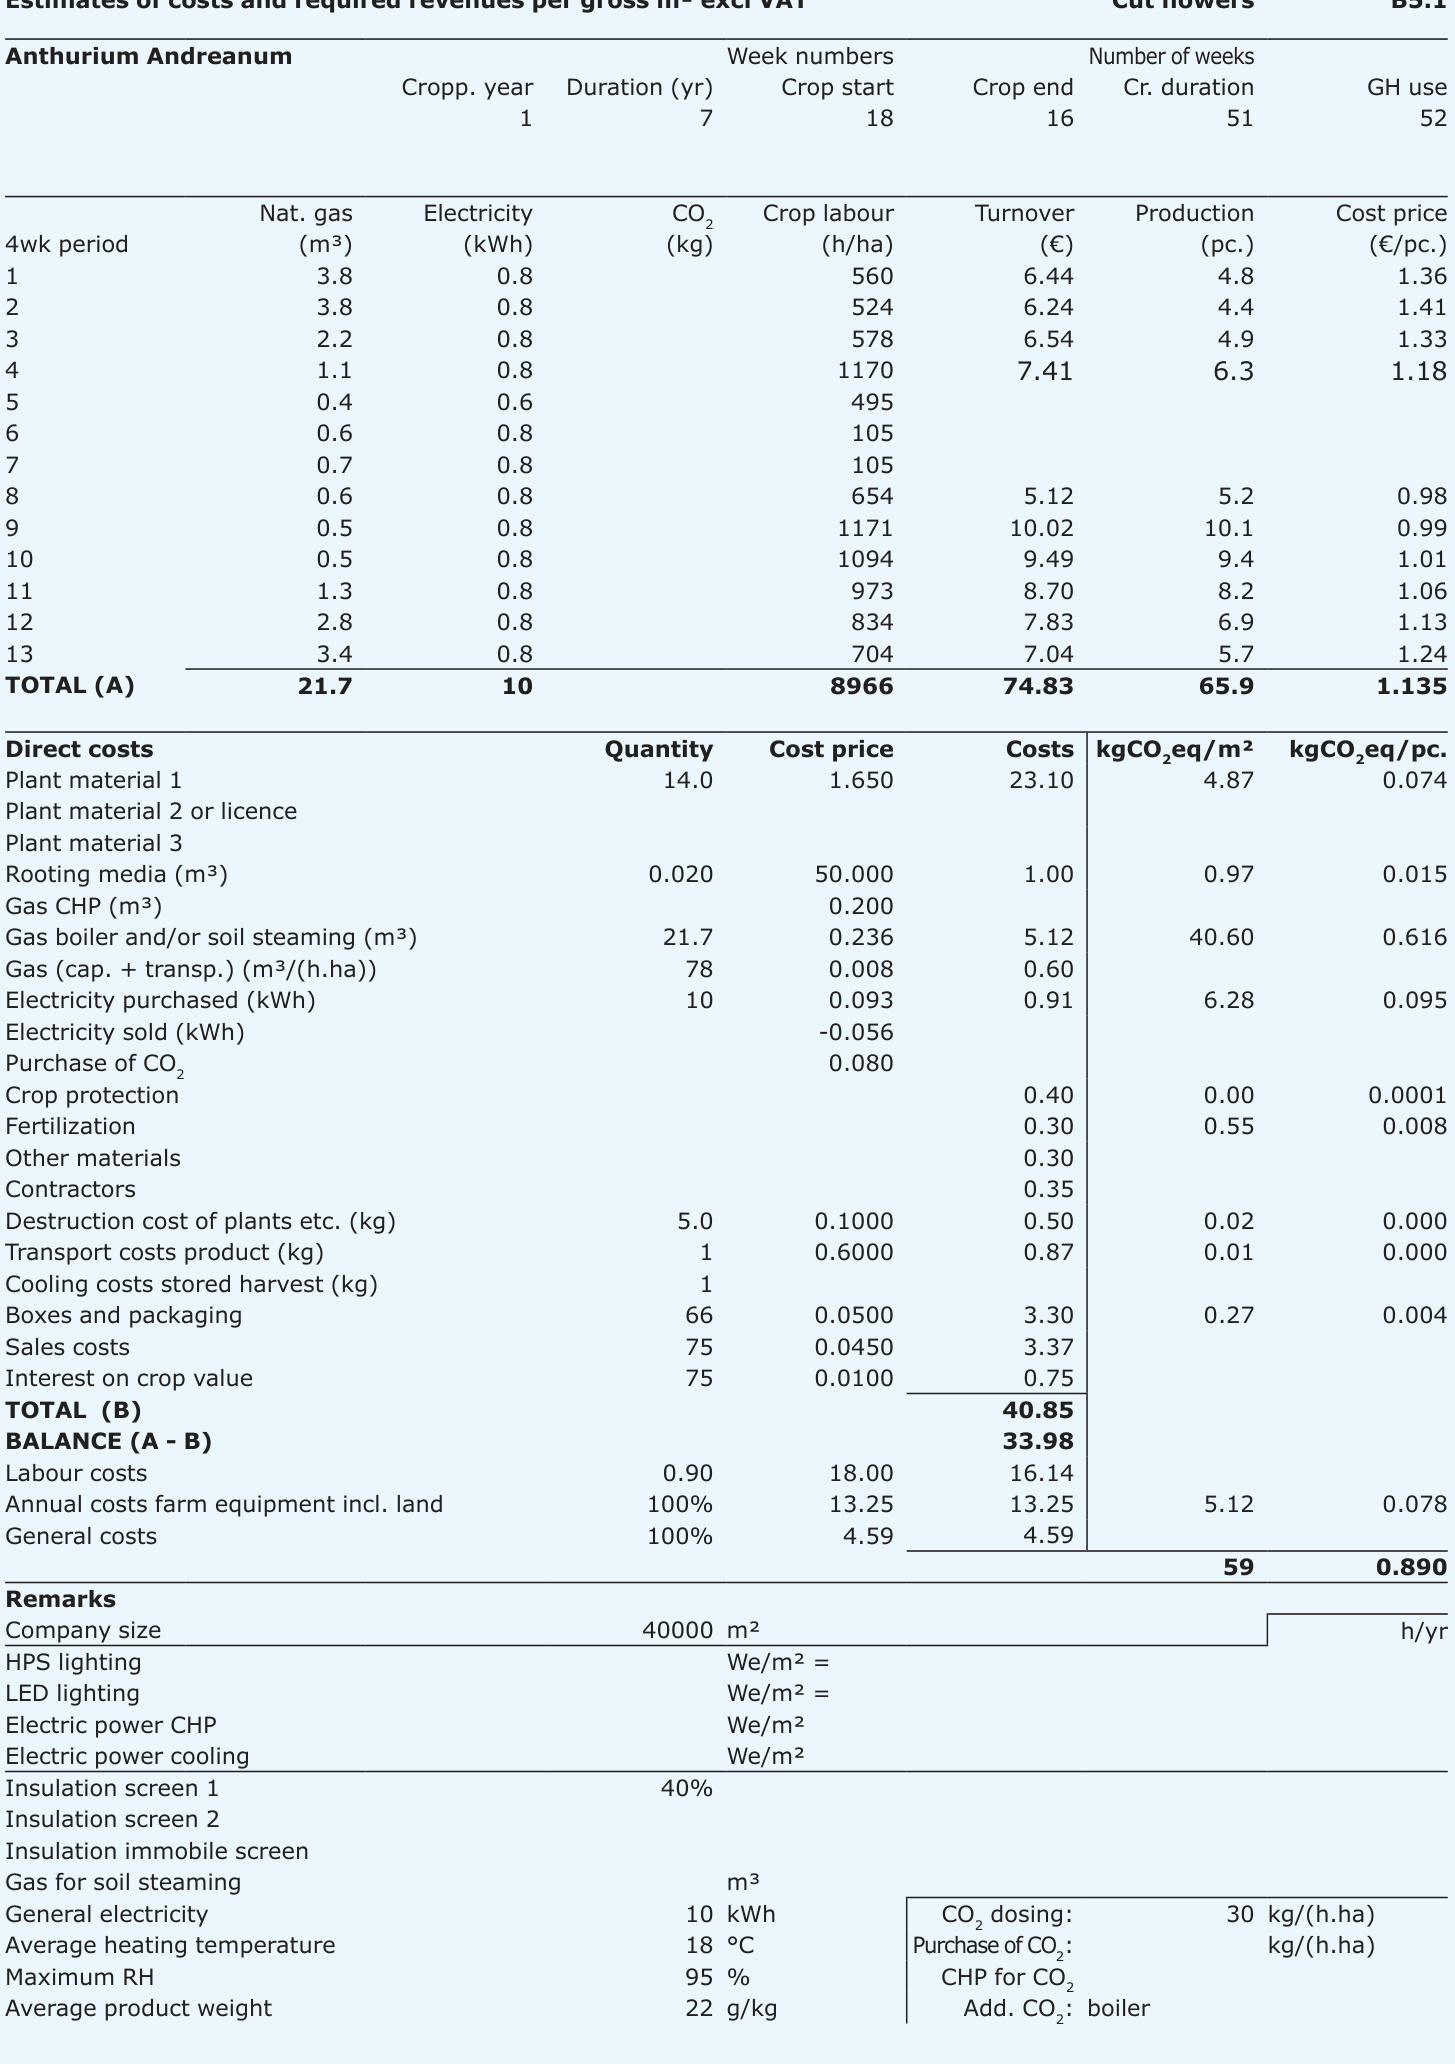 Estimates of costs and required revenues per gross m² excl VAT Cut flowers B5.1
Anthurium Andreanum Week numbers Number of weeks
Cropp. year Duration (yr) Crop start Crop end Cr. duration GH use
1 7 18 16 51 52
Nat. gas Electricity CO₂ Crop labour Turnover Production Cost price
4wk period (m³) (kWh) (kg) (h/ha) (€) (pc.) (€/pc.)
1 3.8 0.8 560 6.44 4.8 1.36
2 3.8 0.8 524 6.24 4.4 1.41
3 2.2 0.8 578 6.54 4.9 1.33
4 1.1 0.8 1170 7.41 6.3 1.18
5 0.4 0.6 495
6 0.6 0.8 105
7 0.7 0.8 105
8 0.6 0.8 654 5.12 5.2 0.98
9 0.5 0.8 1171 10.02 10.1 0.99
10 0.5 0.8 1094 9.49 9.4 1.01
11 1.3 0.8 973 8.70 8.2 1.06
12 2.8 0.8 834 7.83 6.9 1.13
13 3.4 0.8 704 7.04 5.7 1.24
TOTAL (A) 21.7 10 8966 74.83 65.9 1.135
Direct costs Quantity Cost price Costs kgCO₂eq/m² kgCO₂eq/pc.
Plant material 1 14.0 1.650 23.10 4.87 0.074
Plant material 2 or licence
Plant material 3
Rooting media (m³) 0.020 50.000 1.00 0.97 0.015
Gas CHP (m³) 0.200
Gas boiler and/or soil steaming (m³) 21.7 0.236 5.12 40.60 0.616
Gas (cap. + transp.) (m³/(h.ha)) 78 0.008 0.60
Electricity purchased (kWh) 10 0.093 0.91 6.28 0.095
Electricity sold (kWh) -0.056
Purchase of CO₂ 0.080
Crop protection 0.40 0.00 0.0001
Fertilization 0.30 0.55 0.008
Other materials 0.30
Contractors 0.35
Destruction cost of plants etc. (kg) 5.0 0.1000 0.50 0.02 0.000
Transport costs product (kg) 1 0.6000 0.87 0.01 0.000
Cooling costs stored harvest (kg) 1
Boxes and packaging 66 0.0500 3.30 0.27 0.004
Sales costs 75 0.0450 3.37
Interest on crop value 75 0.0100 0.75
TOTAL (B) 40.85
BALANCE (A - B) 33.98
Labour costs 0.90 18.00 16.14
Annual costs farm equipment incl. land 100% 13.25 13.25 5.12 0.078
General costs 100% 4.59 4.59
59 0.890
Remarks
Company size 40000 m² h/yr
HPS lighting We/m² =
LED lighting We/m² =
Electric power CHP We/m²
Electric power cooling We/m²
Insulation screen 1 40%
Insulation screen 2
Insulation immobile screen
Gas for soil steaming m³
General electricity 10 kWh CO₂ dosing: 30 kg/(h.ha)
Average heating temperature 18 °C Purchase of CO₂: kg/(h.ha)
Maximum RH 95 % CHP for CO₂
Average product weight 22 g/kg Add. CO₂: boiler